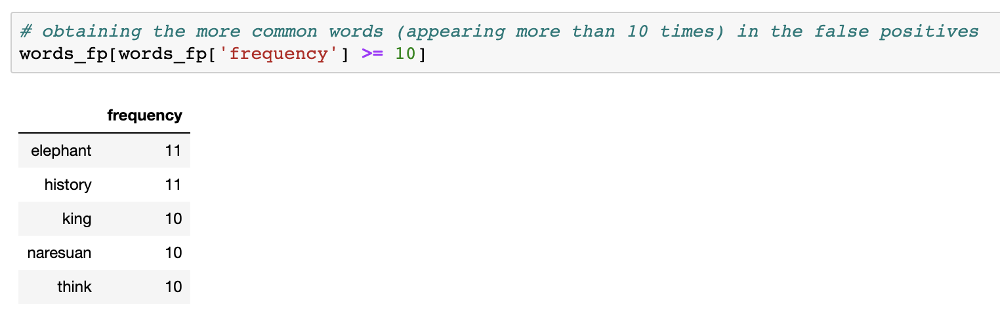 # obtaining the more common words (appearing more than 10 times) in the false positives
words_fp[words_fp['frequency'] >= 10]
frequency
elephant 11
history 11
king 10
naresuan 10
think 10